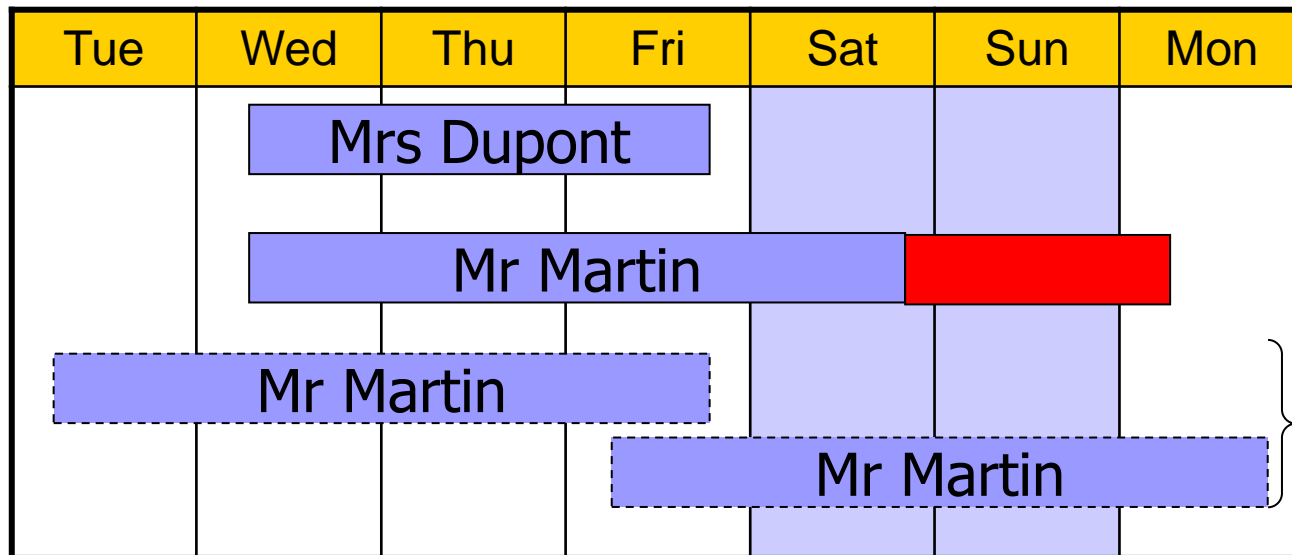 Tue Wed Thu Fri Sat Sun Mon
Mrs Dupont
Mr Martin
Mr Martin
Mr Martin